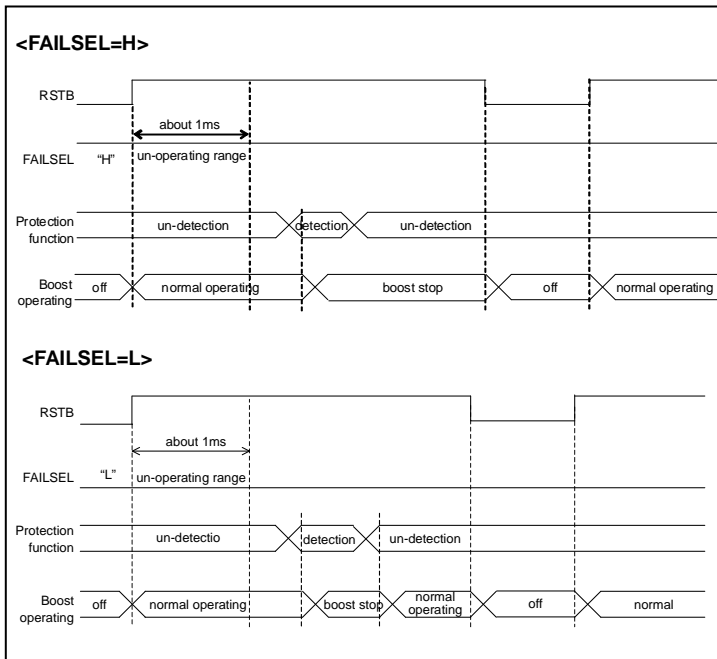 <FAILSEL=H>
RSTB
about 1ms
FAILSEL "H" un-operating range
Protection
function
un-detection detection un-detection
Boost
operating
off normal operating boost stop off normal operating
<FAILSEL=L>
RSTB
about 1ms
FAILSEL "L" un-operating range
Protection
function
un-detectio detection un-detection
Boost
operating
off normal operating boost stop normal
operating off normal